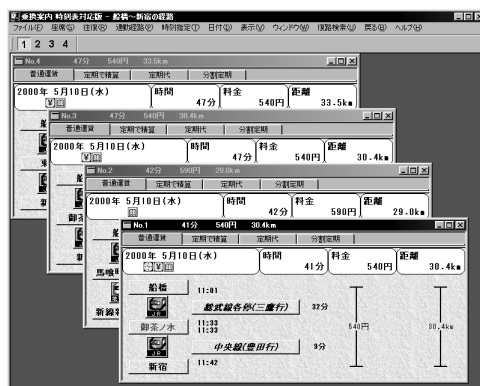 乗換案内 時刻表対応版 - 船橋～新宿の経路
ファイル(F) 座席(S) 往復(R) 通勤経路(P) 時刻指定(T) 日付(D) 表示(V) ウィンドウ(W) 復路検索(U) 戻る(B) ヘルプ(H)
1 2 3 4
No.4 47分 540円 33.5km
普通運賃 定期で積算 定期代 分割定期
2000年 5月10日(水) 時間 47分 料金 540円 距離 33.5km
No.3 47分 540円 30.4km
普通運賃 定期で積算 定期代 分割定期
2000年 5月10日(水) 時間 47分 料金 540円 距離 30.4km
No.2 42分 590円 29.0km
普通運賃 定期で積算 定期代 分割定期
2000年 5月10日(水) 時間 42分 料金 590円 距離 29.0km
No.1 41分 540円 30.4km
普通運賃 定期で積算 定期代 分割定期
2000年 5月10日(水) 時間 41分 料金 540円 距離 30.4km
船橋 11:01
JR 総武線各停(三鷹行) 32分
御茶ノ水 11:33
11:33
540円 30.4km
JR 中央線(豊田行) 9分
新宿 11:42